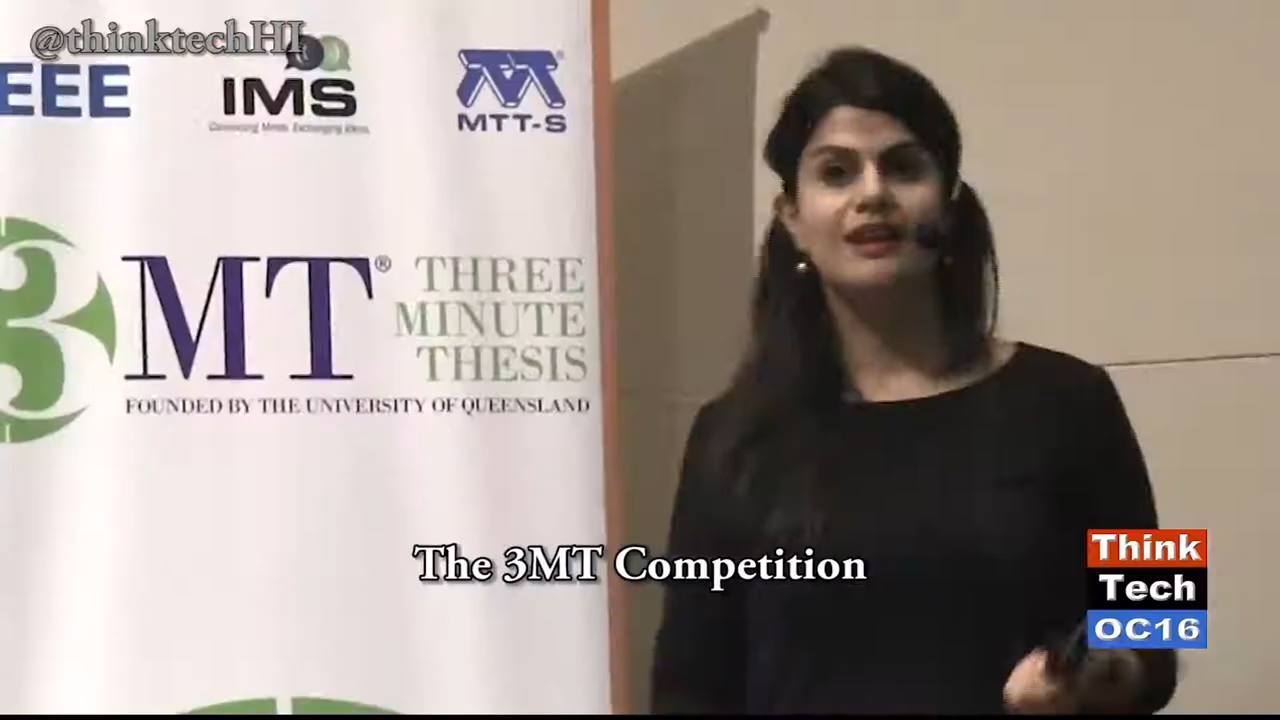 @thinktechHI
EEE
IMS
Connecting Minds. Exchanging Ideas.
MTT-S
3MT®
THREE
MINUTE
THESIS
FOUNDED BY THE UNIVERSITY OF QUEENSLAND
The 3MT Competition
Think
Tech
OC16